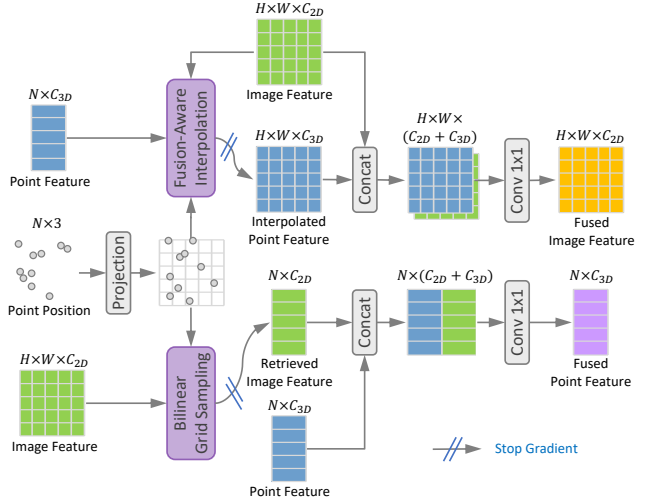 H×W×C2D
Image Feature
N×C3D
Point Feature
Fusion-Aware
Interpolation
H×W×C3D
Interpolated
Point Feature
Concat
H×W×
(C2D + C3D)
Conv 1x1
H×W×C2D
Fused
Image Feature
N×3
Point Position
Projection
H×W×C2D
Image Feature
Bilinear
Grid Sampling
N×C2D
Retrieved
Image Feature
N×C3D
Point Feature
Concat
N×(C2D + C3D)
Conv 1x1
N×C3D
Fused
Point Feature
Stop Gradient